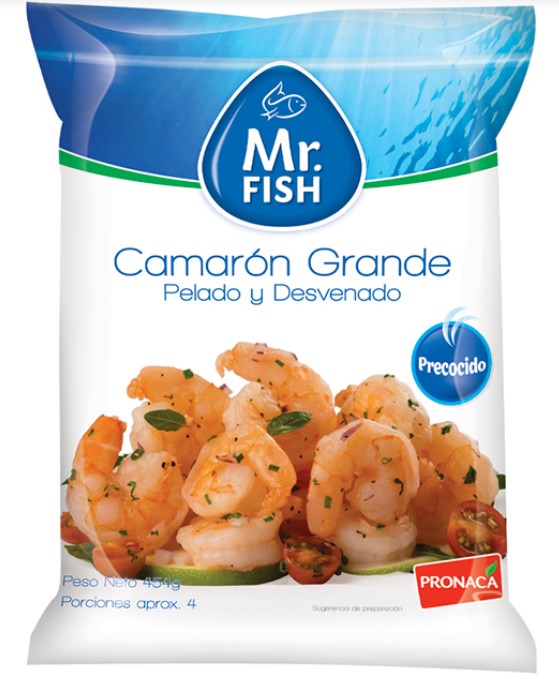 Mr.
FISH
Camarón Grande
Pelado y Desvenado
Precocido
Peso Neto 454g
Porciones aprox. 4
PRONACA
Sugerencia de preparación